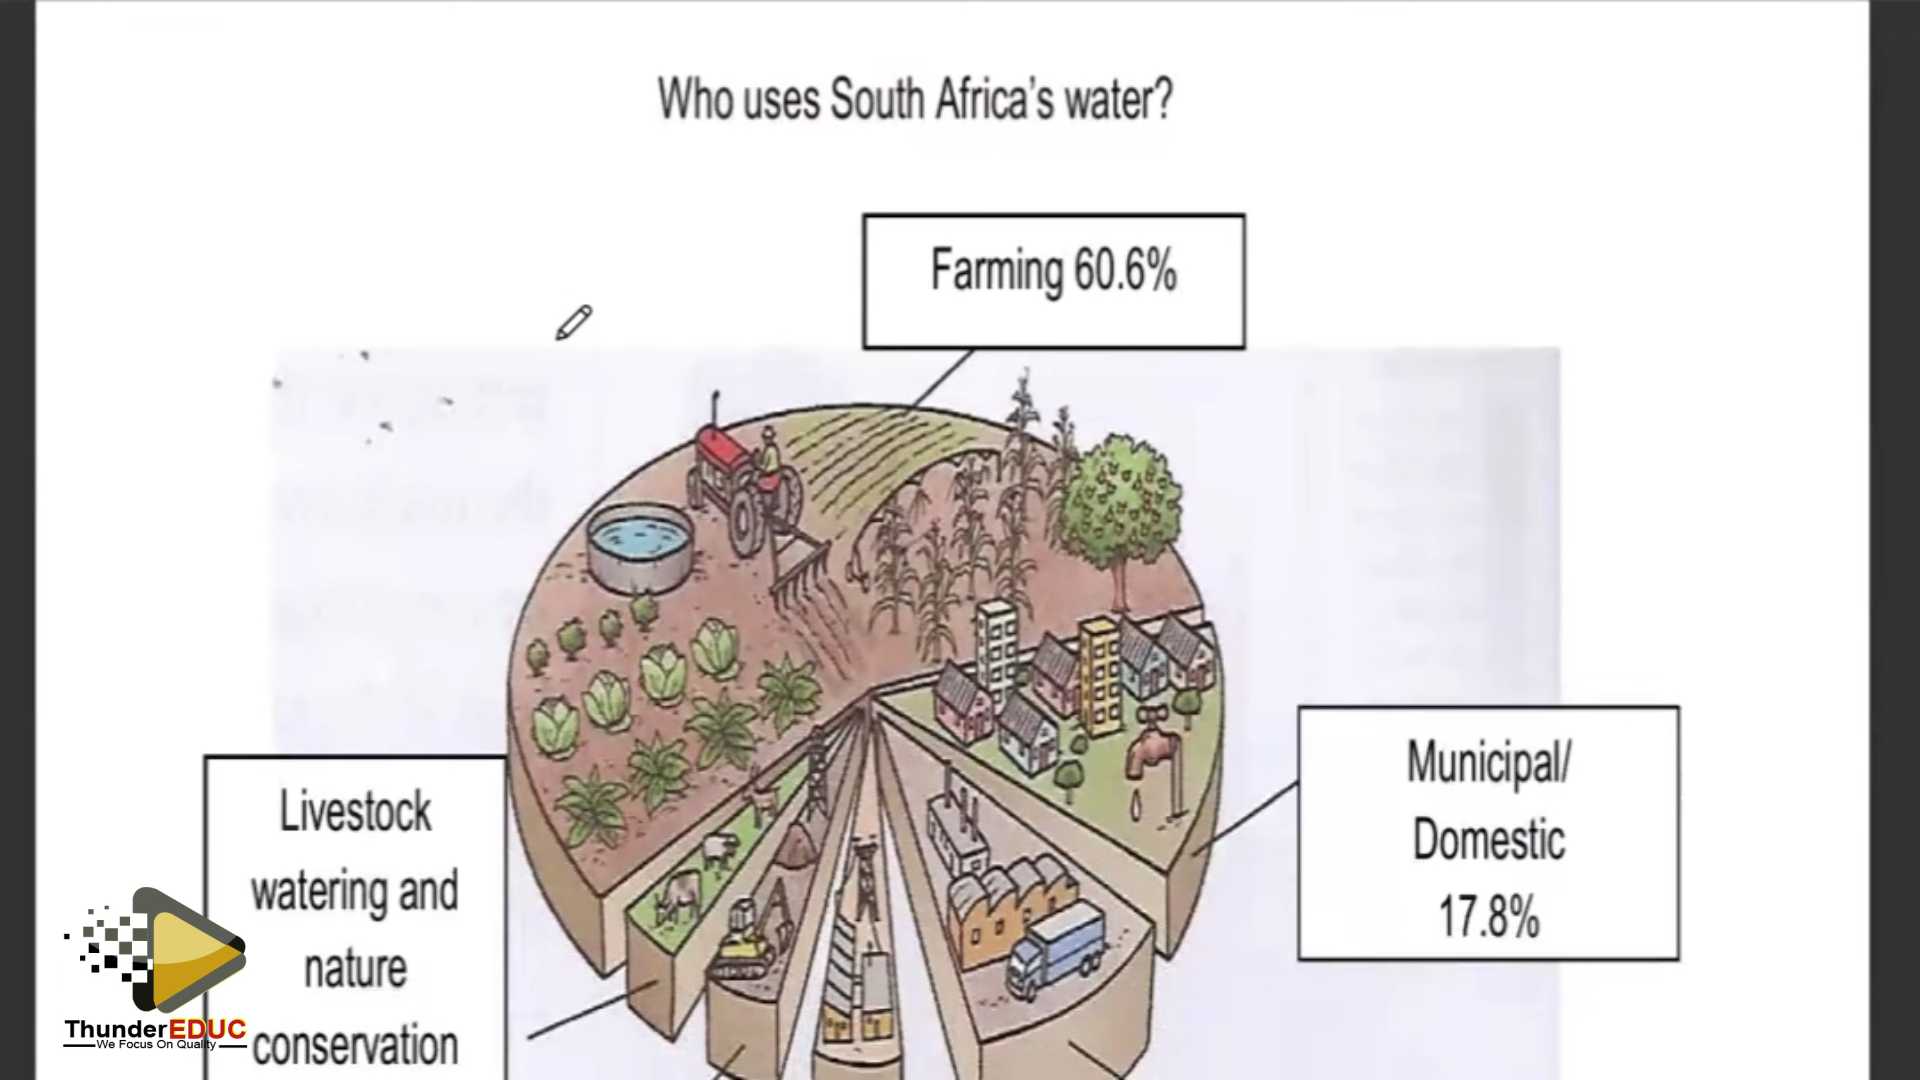 Who uses South Africa's water?
Farming 60.6%
Municipal/
Domestic
17.8%
Livestock
watering and
nature
conservation
ThunderEDUC
We Focus On Quality